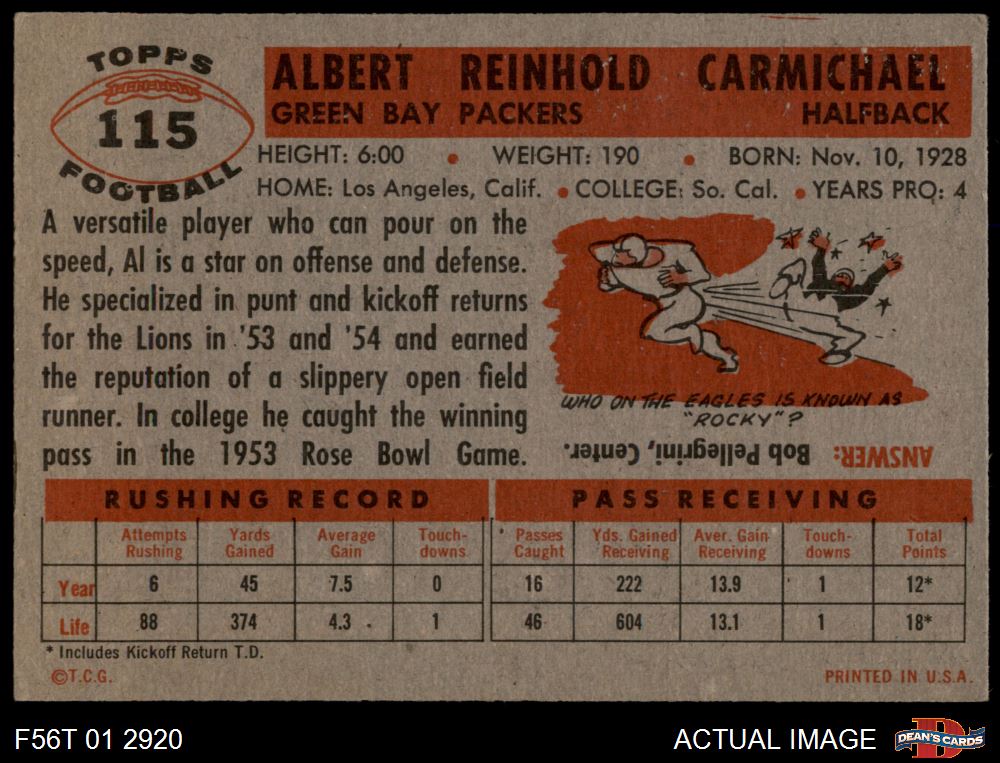 TOPPS
115
FOOTBALL
ALBERT REINHOLD CARMICHAEL
GREEN BAY PACKERS HALFBACK
HEIGHT: 6:00 • WEIGHT: 190 • BORN: Nov. 10, 1928
HOME: Los Angeles, Calif. • COLLEGE: So. Cal. • YEARS PRO: 4
A versatile player who can pour on the
speed, Al is a star on offense and defense.
He specialized in punt and kickoff returns
for the Lions in '53 and '54 and earned
the reputation of a slippery open field
runner. In college he caught the winning
pass in the 1953 Rose Bowl Game.
WHO ON THE EAGLES IS KNOWN AS
"ROCKY"?
ANSWER: Bob Pellegrini, Center.
RUSHING RECORD PASS RECEIVING
Attempts Yards Average Touch- Passes Yds. Gained Aver. Gain Touch- Total
Rushing Gained Gain downs Caught Receiving Receiving downs Points
Year 6 45 7.5 0 16 222 13.9 1 12*
Life 88 374 4.3 1 46 604 13.1 1 18*
* Includes Kickoff Return T.D.
©T.C.G. PRINTED IN U.S.A.
F56T 01 2920 ACTUAL IMAGE DEAN'S CARDS